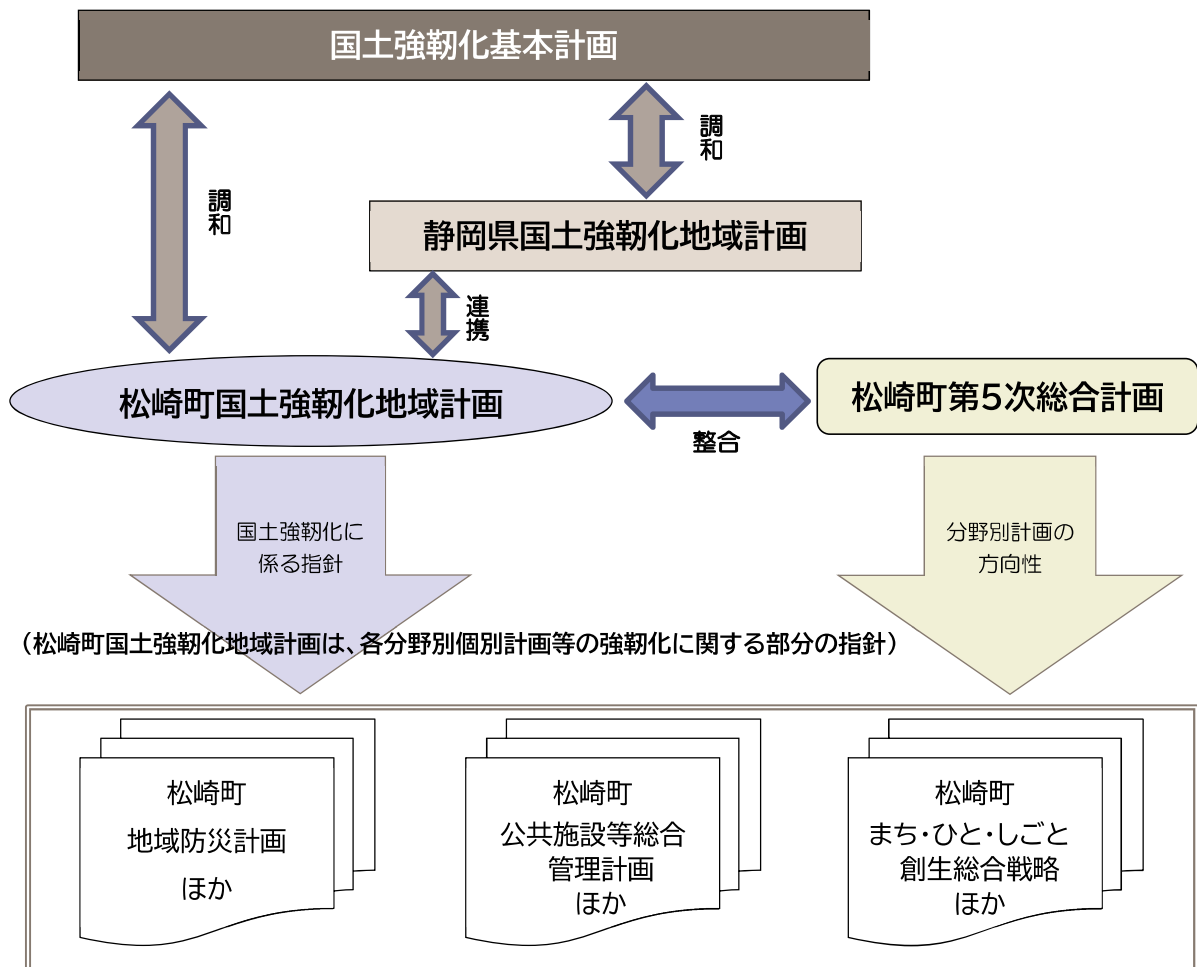 国土強靭化基本計画
調和
調和
静岡県国土強靭化地域計画
連携
松崎町国土強靭化地域計画
整合
松崎町第5次総合計画
国土強靭化に
係る指針
分野別計画の
方向性
（松崎町国土強靭化地域計画は、各分野別個別計画等の強靭化に関する部分の指針）
松崎町
地域防災計画
ほか
松崎町
公共施設等総合
管理計画
ほか
松崎町
まち・ひと・しごと
創生総合戦略
ほか